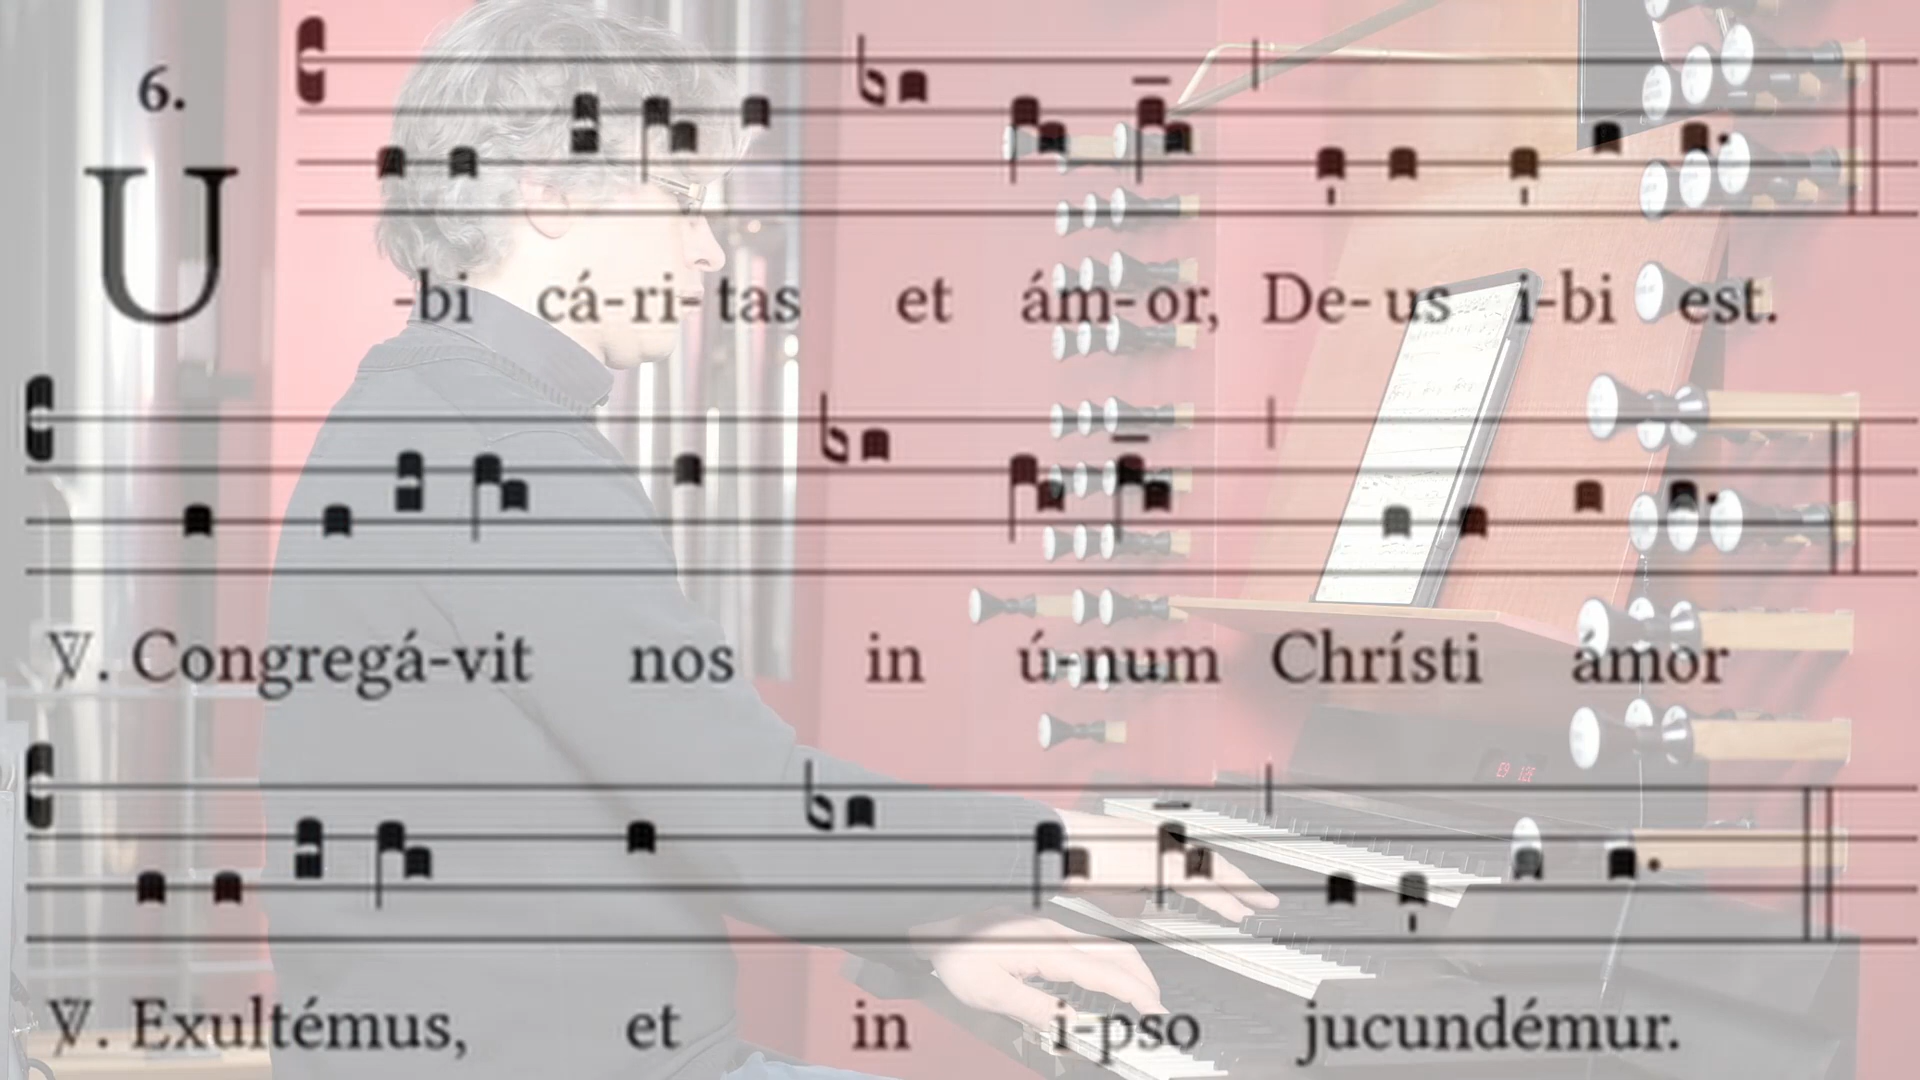 6.
U-bi cá-ri-tas et ám-or, De-us i-bi est.
℣. Congregá-vit nos in ú-num Chrísti ámor
℣. Exultémus, et in i-pso jucundémur.